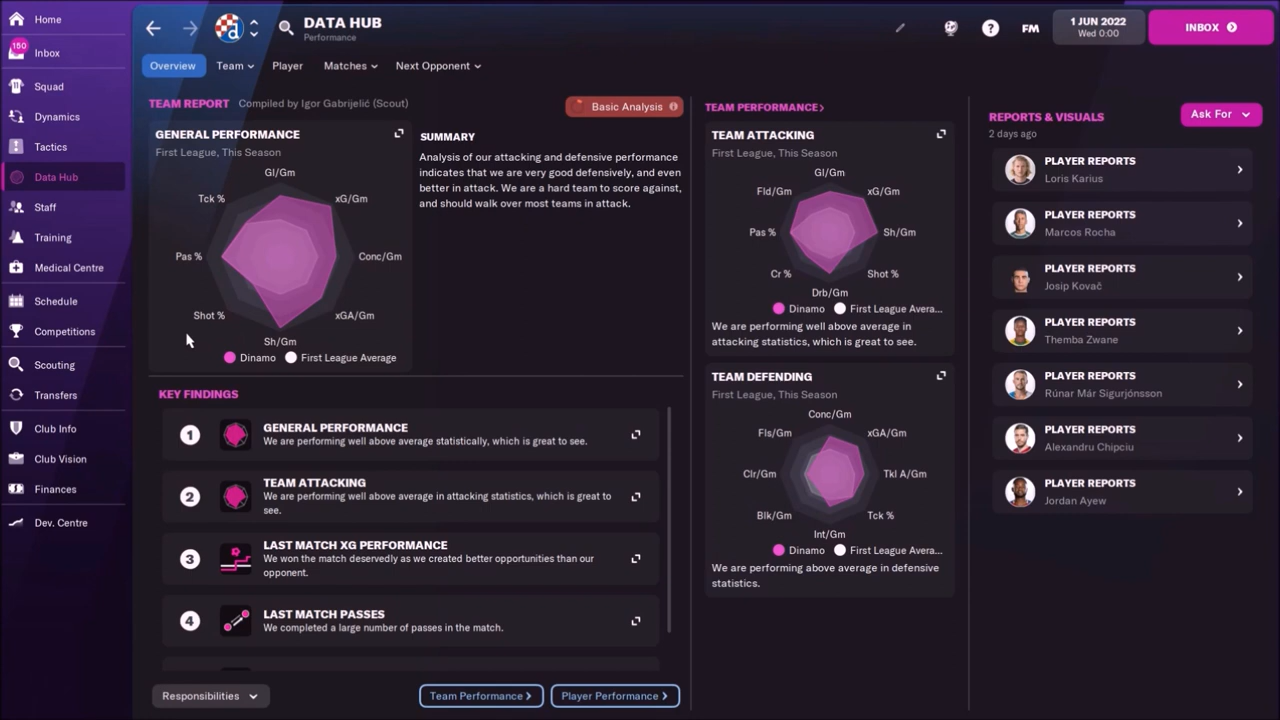 Home
150
Inbox
Squad
Dynamics
Tactics
Data Hub
Staff
Training
Medical Centre
Schedule
Competitions
Scouting
Transfers
Club Info
Club Vision
Finances
Dev. Centre
DATA HUB
Performance
?
FM
1 JUN 2022
Wed 0:00
INBOX
Overview
Team
Player
Matches
Next Opponent
TEAM REPORT Compiled by Igor Gabrijelić (Scout)
Basic Analysis
GENERAL PERFORMANCE
First League, This Season
Gl/Gm
Tck %
xG/Gm
Pas %
Conc/Gm
Shot %
xGA/Gm
Sh/Gm
Dinamo
First League Average
SUMMARY
Analysis of our attacking and defensive performance
indicates that we are very good defensively, and even
better in attack. We are a hard team to score against,
and should walk over most teams in attack.
KEY FINDINGS
1
GENERAL PERFORMANCE
We are performing well above average statistically, which is great to see.
2
TEAM ATTACKING
We are performing well above average in attacking statistics, which is great to
see.
3
LAST MATCH XG PERFORMANCE
We won the match deservedly as we created better opportunities than our
opponent.
4
LAST MATCH PASSES
We completed a large number of passes in the match.
Responsibilities
Team Performance
Player Performance
TEAM PERFORMANCE
TEAM ATTACKING
First League, This Season
Gl/Gm
Fld/Gm
xG/Gm
Pas %
Sh/Gm
Cr %
Shot %
Drb/Gm
Dinamo
First League Avera...
We are performing well above average in
attacking statistics, which is great to see.
TEAM DEFENDING
First League, This Season
Conc/Gm
Fls/Gm
xGA/Gm
Clr/Gm
Tkl A/Gm
Blk/Gm
Tck %
Int/Gm
Dinamo
First League Avera...
We are performing above average in defensive
statistics.
REPORTS & VISUALS
2 days ago
Ask For
PLAYER REPORTS
Loris Karius
PLAYER REPORTS
Marcos Rocha
PLAYER REPORTS
Josip Kovač
PLAYER REPORTS
Themba Zwane
PLAYER REPORTS
Rúnar Már Sigurjónsson
PLAYER REPORTS
Alexandru Chipciu
PLAYER REPORTS
Jordan Ayew